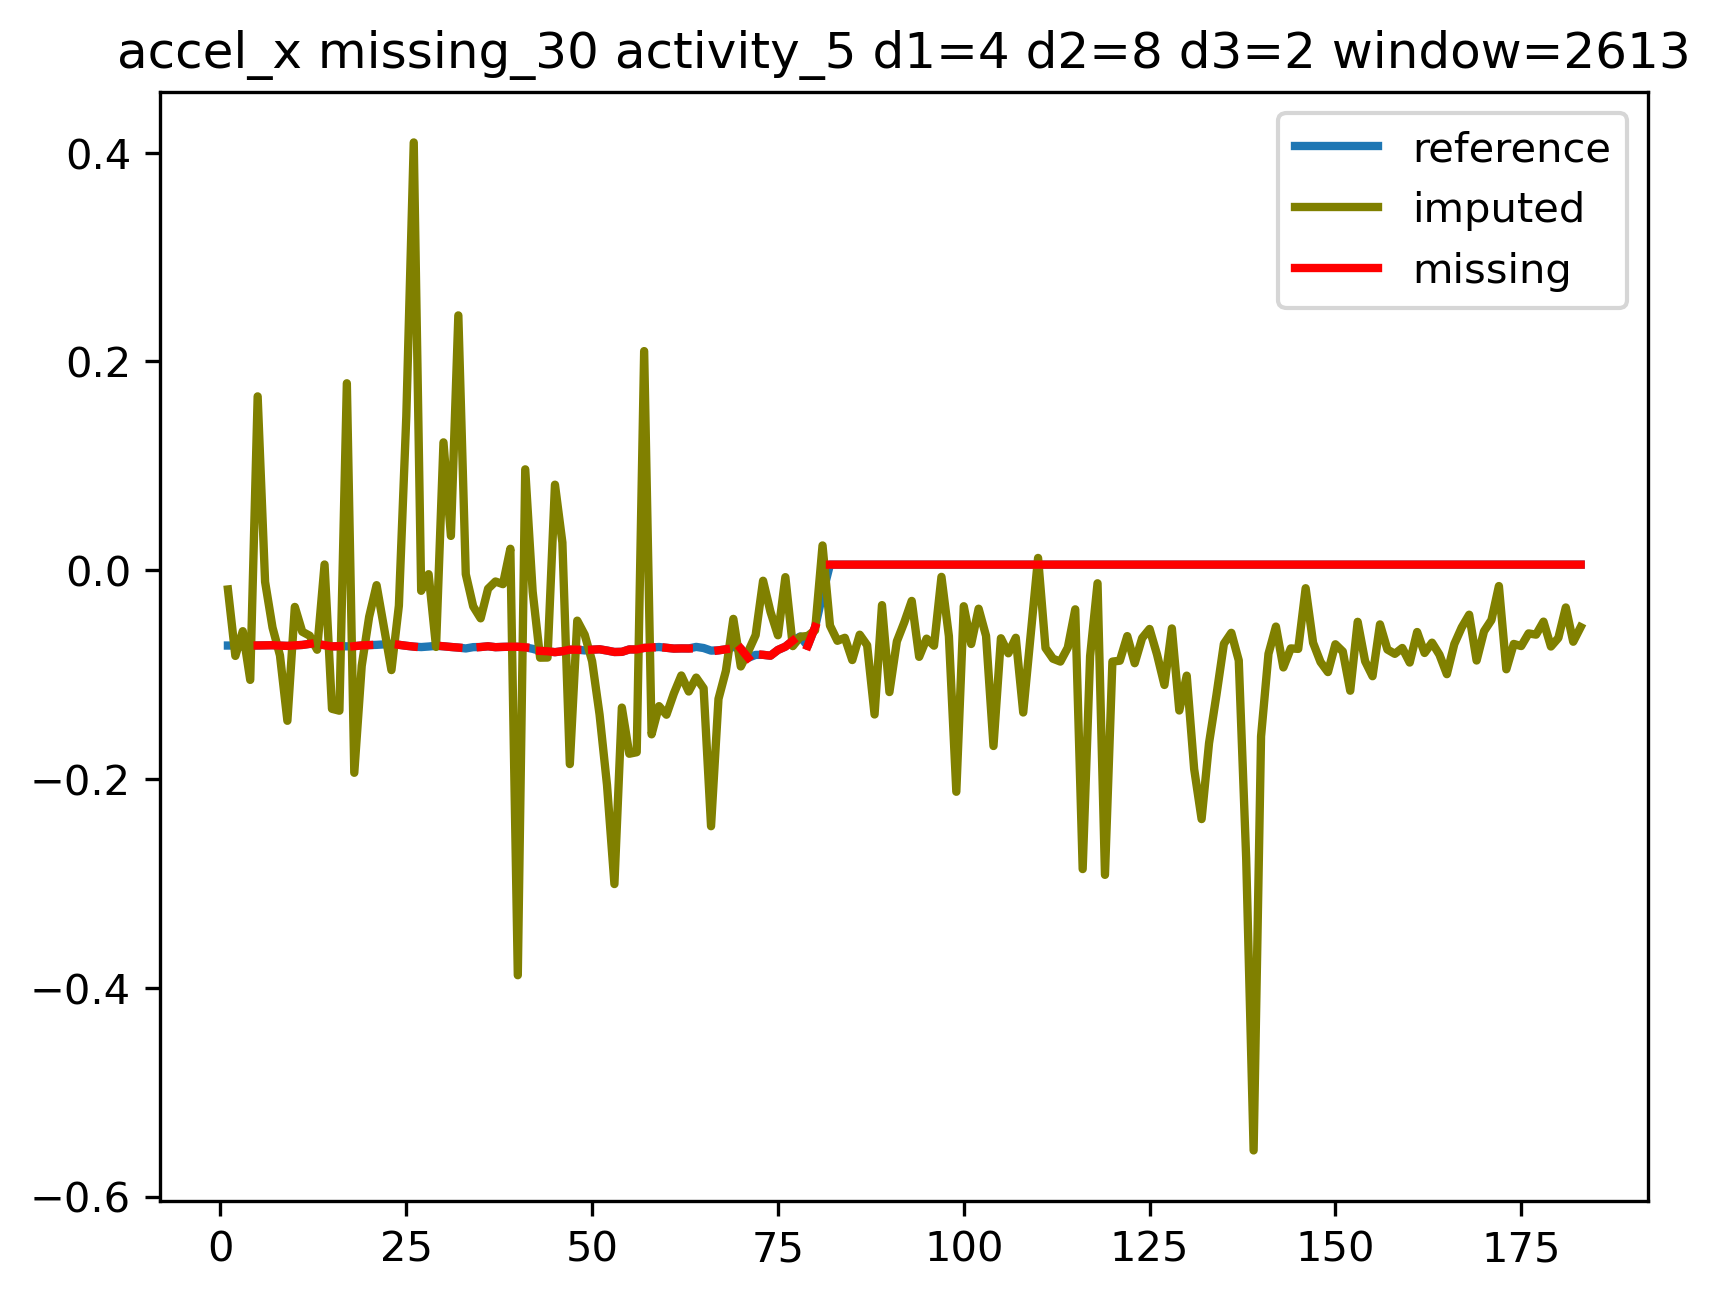 accel_x missing_30 activity_5 d1=4 d2=8 d3=2 window=2613
reference
imputed
missing
0.4
0.2
0.0
−0.2
−0.4
−0.6
0 25 50 75 100 125 150 175